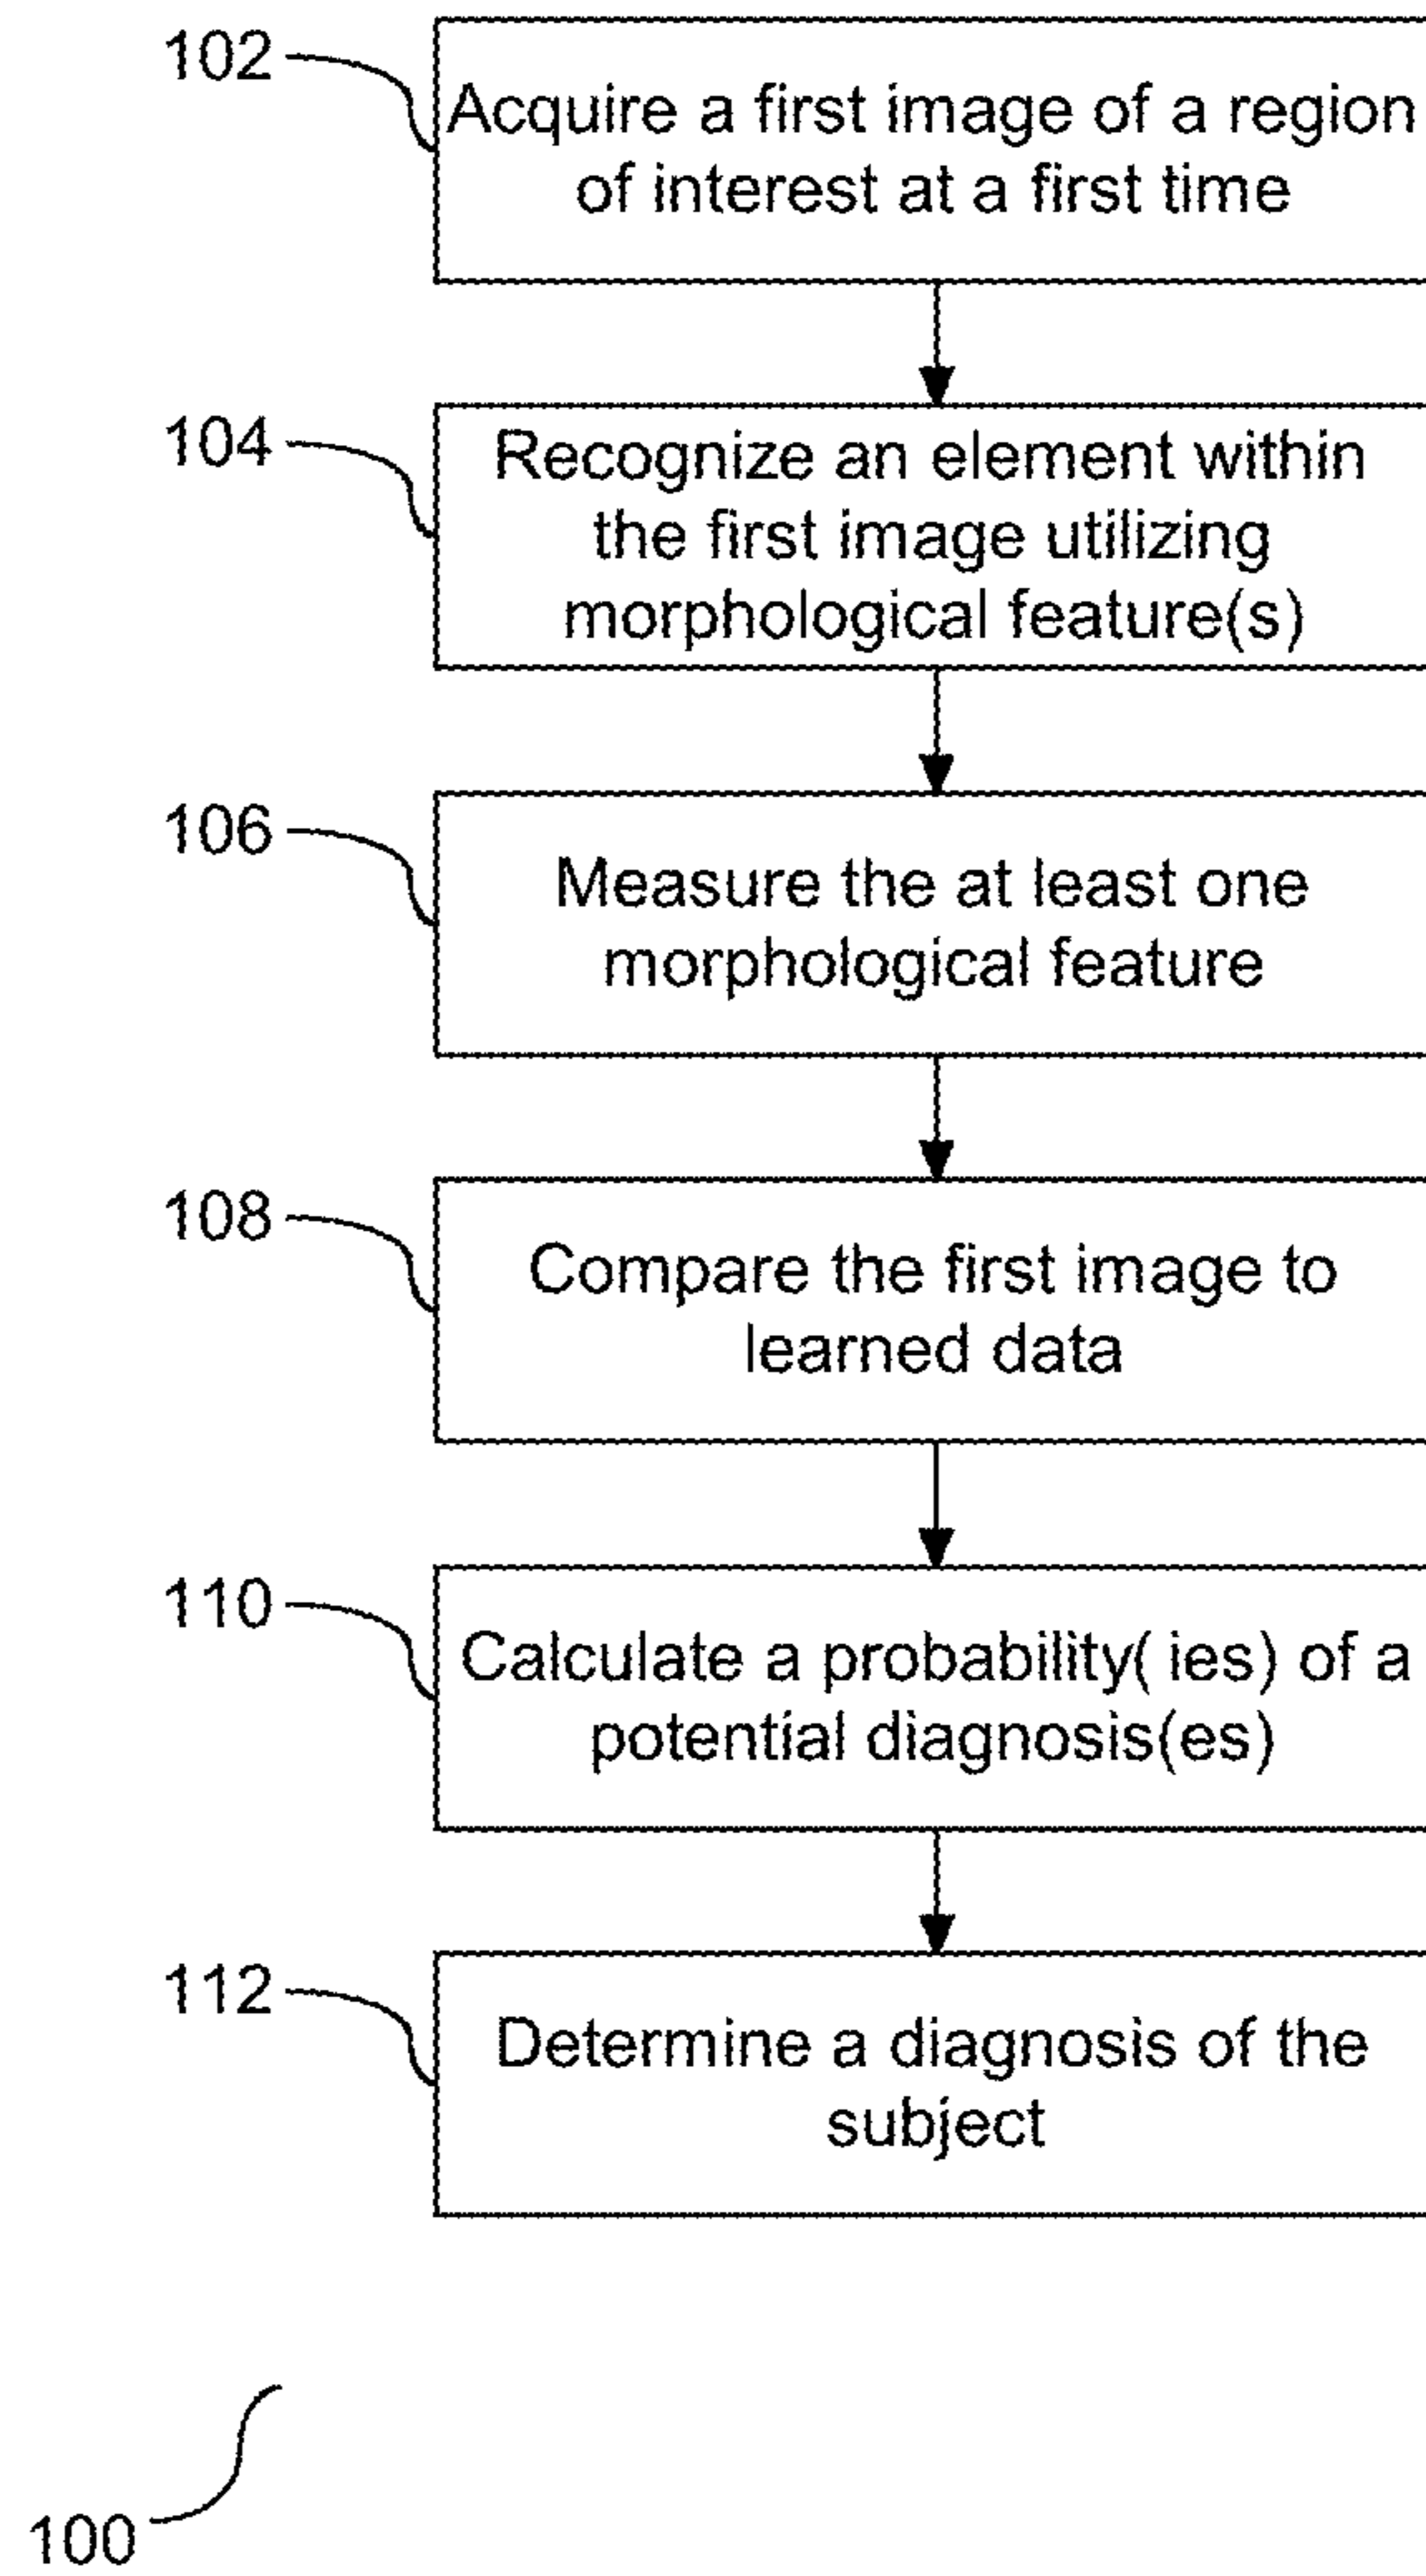 102
Acquire a first image of a region
of interest at a first time
104
Recognize an element within
the first image utilizing
morphological feature(s)
106
Measure the at least one
morphological feature
108
Compare the first image to
learned data
110
Calculate a probability( ies) of a
potential diagnosis(es)
112
Determine a diagnosis of the
subject
100